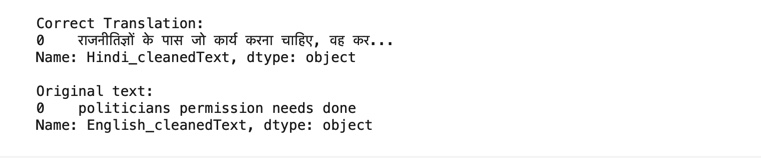 Correct Translation:
0    राजनीतिज्ञों के पास जो कार्य करना चाहिए, वह कर...
Name: Hindi_cleanedText, dtype: object
Original text:
0    politicians permission needs done
Name: English_cleanedText, dtype: object